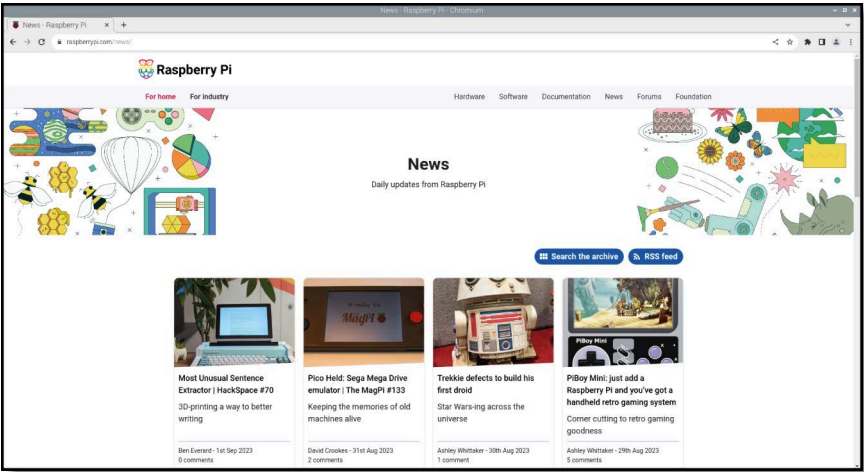 News - Raspberry Pi - Chromium
News - Raspberry Pi
raspberrypi.com/news/
Raspberry Pi
For home For industry Hardware Software Documentation News Forums Foundation
News
Daily updates from Raspberry Pi
Search the archive RSS feed
MagPi
PiBoy Mini
Most Unusual Sentence
Extractor | HackSpace #70
3D-printing a way to better
writing
Ben Everard - 1st Sep 2023
0 comments
Pico Held: Sega Mega Drive
emulator | The MagPi #133
Keeping the memories of old
machines alive
David Crookes - 31st Aug 2023
2 comments
Trekkie defects to build his
first droid
Star Wars-ing across the
universe
Ashley Whittaker - 30th Aug 2023
1 comment
PiBoy Mini: just add a
Raspberry Pi and you've got a
handheld retro gaming system
Corner cutting to retro gaming
goodness
Ashley Whittaker - 29th Aug 2023
5 comments